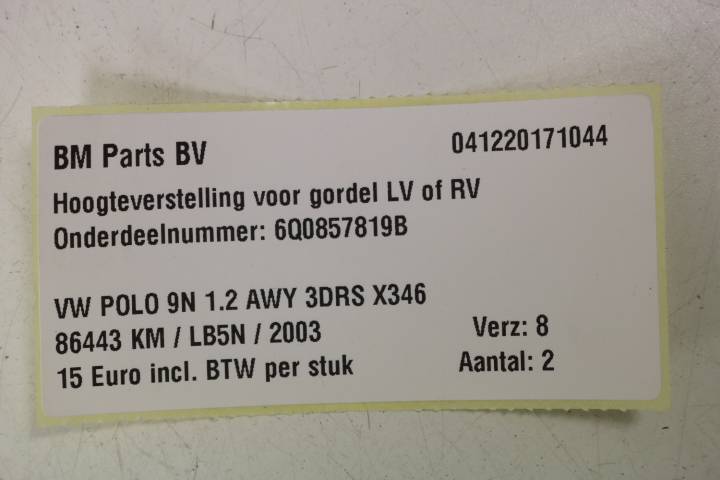 BM Parts BV 041220171044
Hoogteverstelling voor gordel LV of RV
Onderdeelnummer: 6Q0857819B
VW POLO 9N 1.2 AWY 3DRS X346
86443 KM / LB5N / 2003 Verz: 8
15 Euro incl. BTW per stuk Aantal: 2